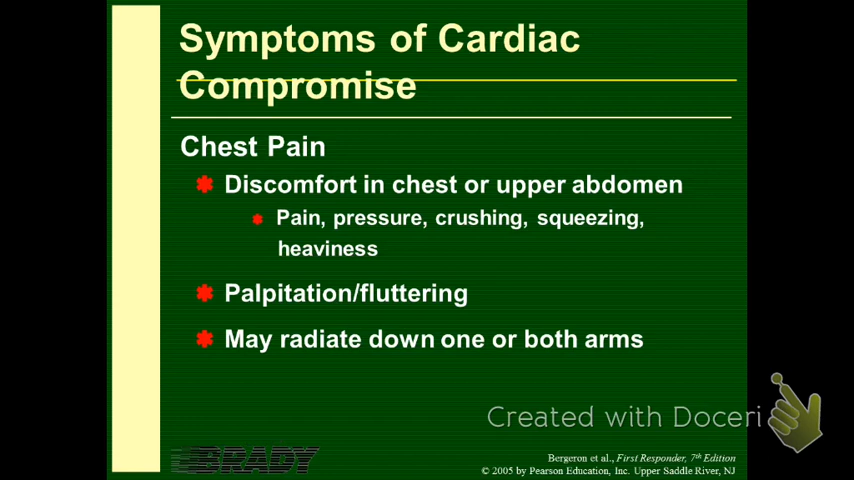 Symptoms of Cardiac
Compromise
Chest Pain
Discomfort in chest or upper abdomen
Pain, pressure, crushing, squeezing,
heaviness
Palpitation/fluttering
May radiate down one or both arms
Created with Doceri
BRADY
Bergeron et al., First Responder, 7th Edition
© 2005 by Pearson Education, Inc. Upper Saddle River, NJ